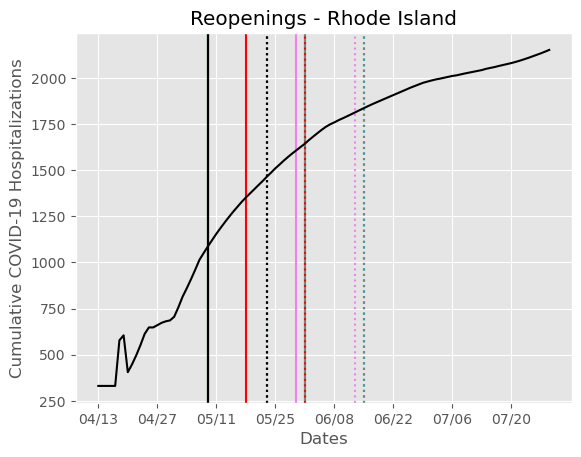 Reopenings - Rhode Island
Cumulative COVID-19 Hospitalizations
2000
1750
1500
1250
1000
750
500
250
04/13 04/27 05/11 05/25 06/08 06/22 07/06 07/20
Dates